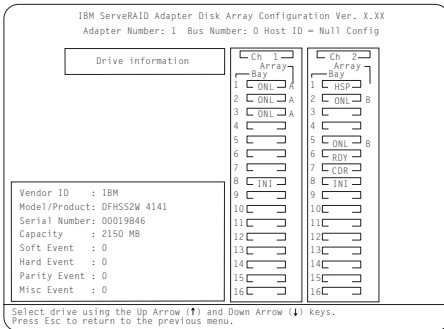 IBM ServeRAID Adapter Disk Array Configuration Ver. X.XX
Adapter Number: 1 Bus Number: 0 Host ID = Null Config
Drive information
Ch 1
Array
Bay
1 ONL A
2 ONL A
3 ONL A
4
5
6
7
8 INI
9
10
11
12
13
14
15
16
Ch 2
Array
Bay
1 HSP
2 ONL B
3
4
5 ONL B
6 RDY
7 CDR
8 INI
9
10
11
12
13
14
15
16
Vendor ID : IBM
Model/Product: DFHSS2W 4141
Serial Number: 00019846
Capacity : 2150 MB
Soft Event : 0
Hard Event : 0
Parity Event : 0
Misc Event : 0
Select drive using the Up Arrow (↑) and Down Arrow (↓) keys.
Press Esc to return to the previous menu.